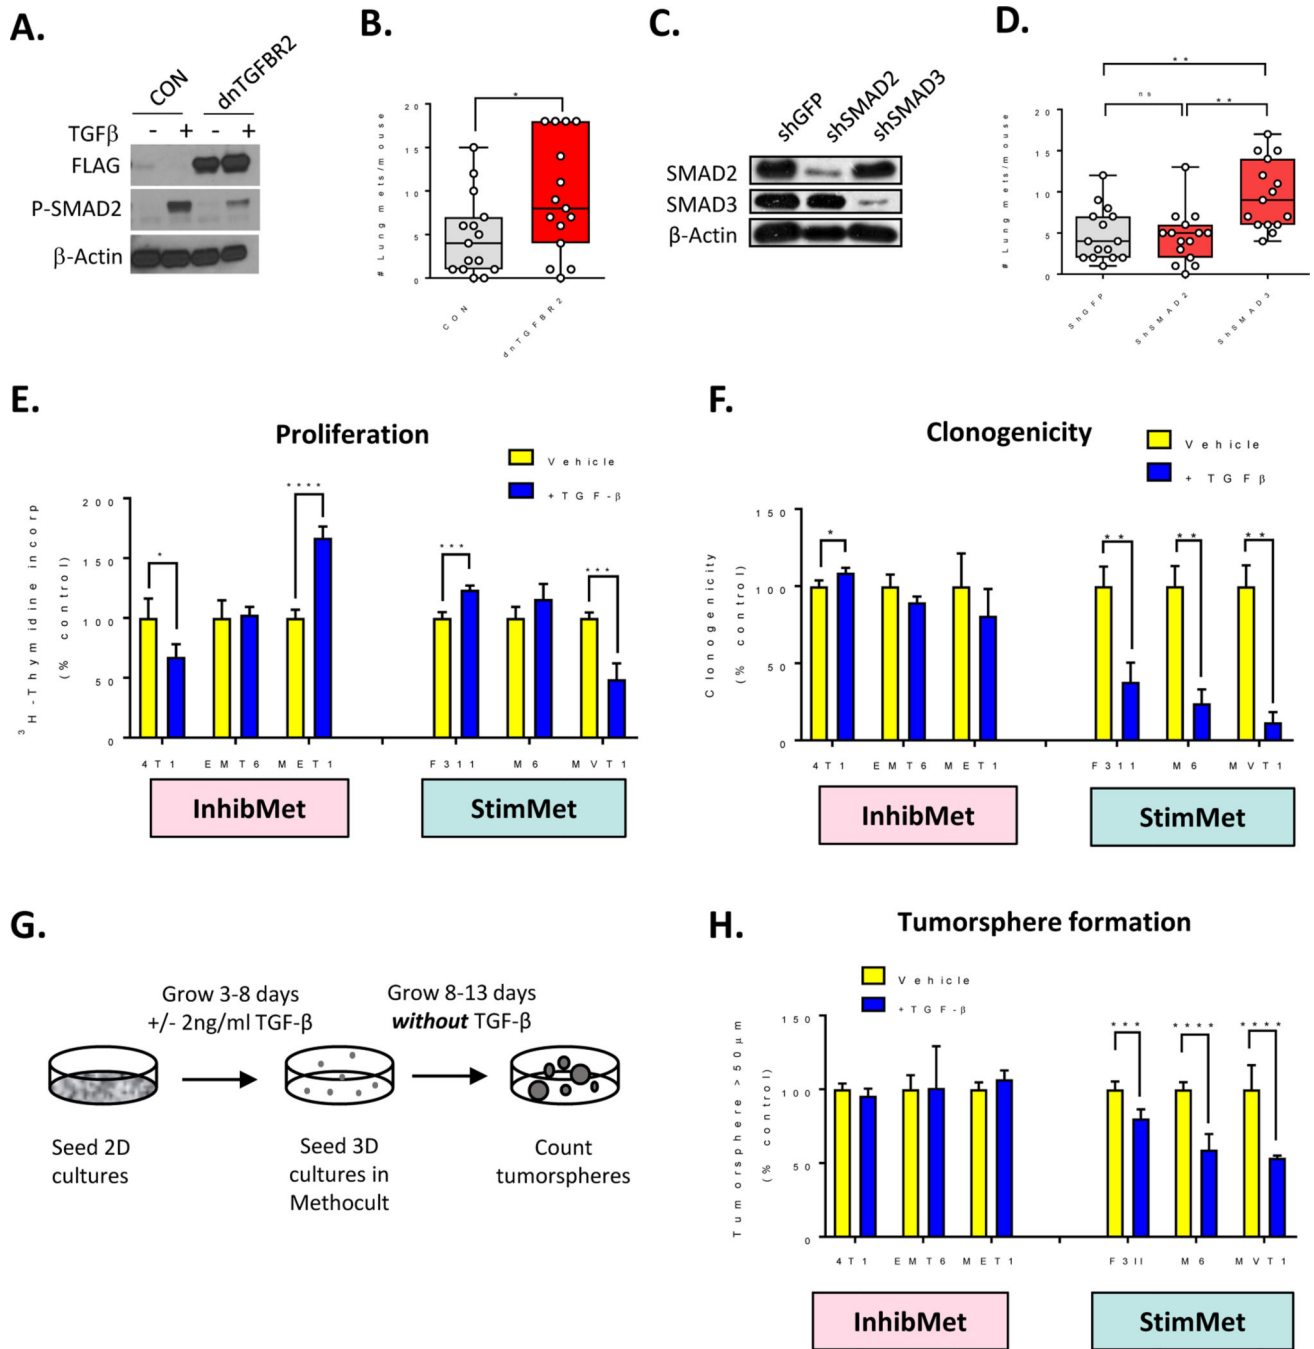 A.
CON
dnTGFBR2
TGFβ - + - +
FLAG
P-SMAD2
β-Actin
B.
# Lung mets/mouse
20
15
10
5
0
*
CON
dnTGFBR2
C.
shGFP
shSMAD2
shSMAD3
SMAD2
SMAD3
β-Actin
D.
# Lung mets/mouse
20
15
10
5
0
**
ns
**
ShGFP
ShSMAD2
ShSMAD3
E.
Proliferation
Vehicle
+TGF-β
³H-Thymidine incorp
(% control)
200
150
100
50
0
*
****
***
***
4T1 EMT6 MET1 F311 M6 MVT1
InhibMet StimMet
F.
Clonogenicity
Vehicle
+ TGFβ
Clonogenicity
(% control)
150
100
50
0
*
**
**
**
4T1 EMT6 MET1 F311 M6 MVT1
InhibMet StimMet
G.
Grow 3-8 days
+/- 2ng/ml TGF-β
Grow 8-13 days
without TGF-β
Seed 2D
cultures
Seed 3D
cultures in
Methocult
Count
tumorspheres
H.
Tumorsphere formation
Vehicle
+TGF-β
Tumorsphere >50μm
(% control)
150
100
50
0
***
****
****
4T1 EMT6 MET1 F3II M6 MVT1
InhibMet StimMet